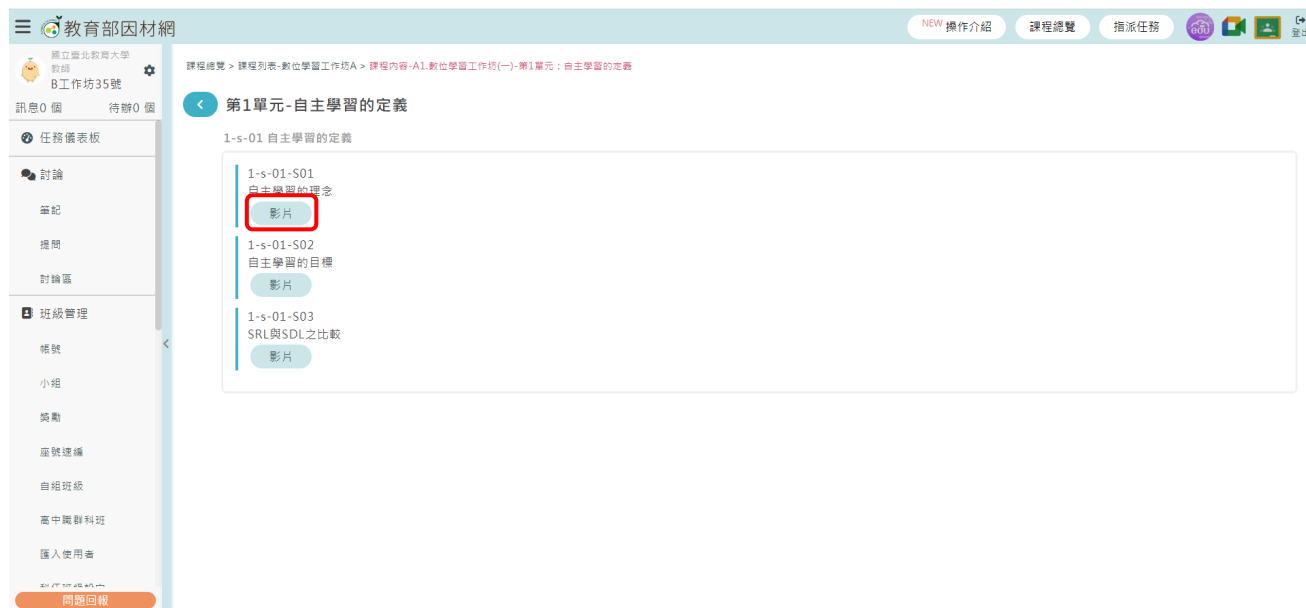 教育部因材網
NEW 操作介紹
課程總覽
指派任務
登出
國立臺北教育大學
教師
B工作坊35號
訊息0 個
待辦0 個
課程總覽 > 課程列表-數位學習工作坊A > 課程內容-A1.數位學習工作坊(一)-第1單元：自主學習的定義
第1單元-自主學習的定義
1-s-01 自主學習的定義
1-s-01-S01
自主學習的理念
影片
1-s-01-S02
自主學習的目標
影片
1-s-01-S03
SRL與SDL之比較
影片
任務儀表板
討論
筆記
提問
討論區
班級管理
帳號
小組
獎勵
座號速編
自組班級
高中職群科班
匯入使用者
問題回報
edu